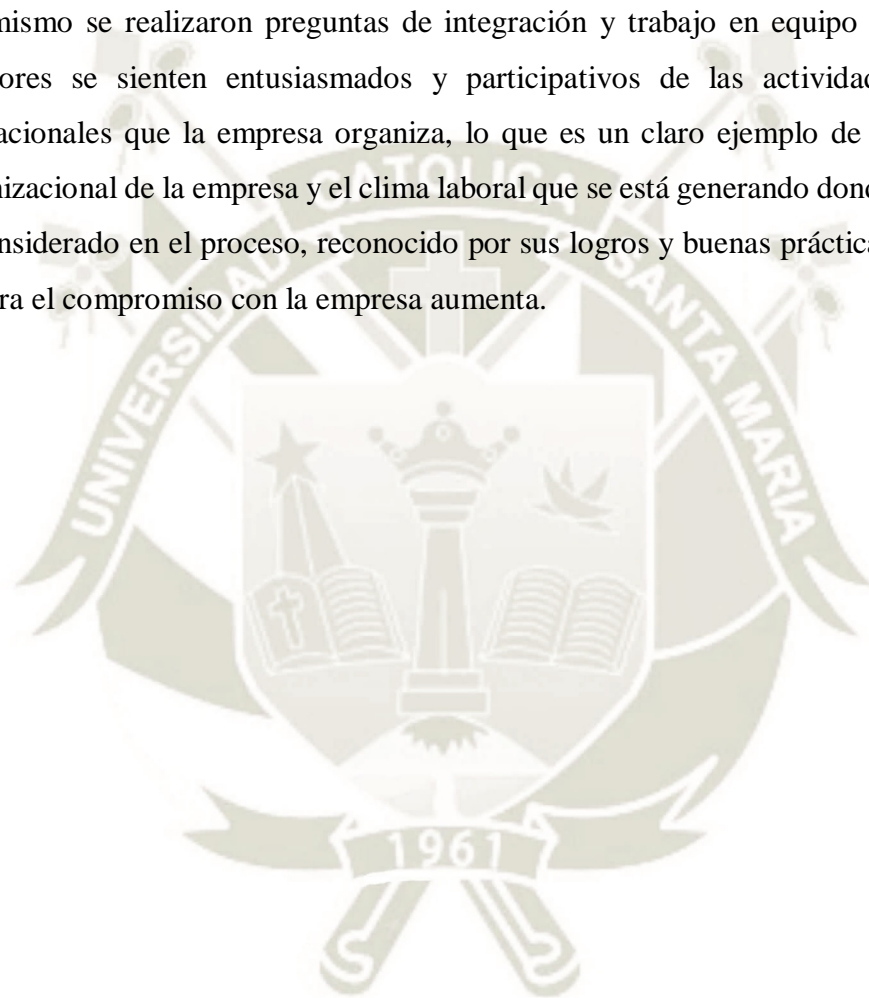 mismo se realizaron preguntas de integración y trabajo en equipo
ores se sienten entusiasmados y participativos de las actividad
acionales que la empresa organiza, lo que es un claro ejemplo de
nizacional de la empresa y el clima laboral que se está generando dond
nsiderado en el proceso, reconocido por sus logros y buenas práctica
ra el compromiso con la empresa aumenta.
UNIVERSIDAD CATOLICA SANTA MARIA
1961